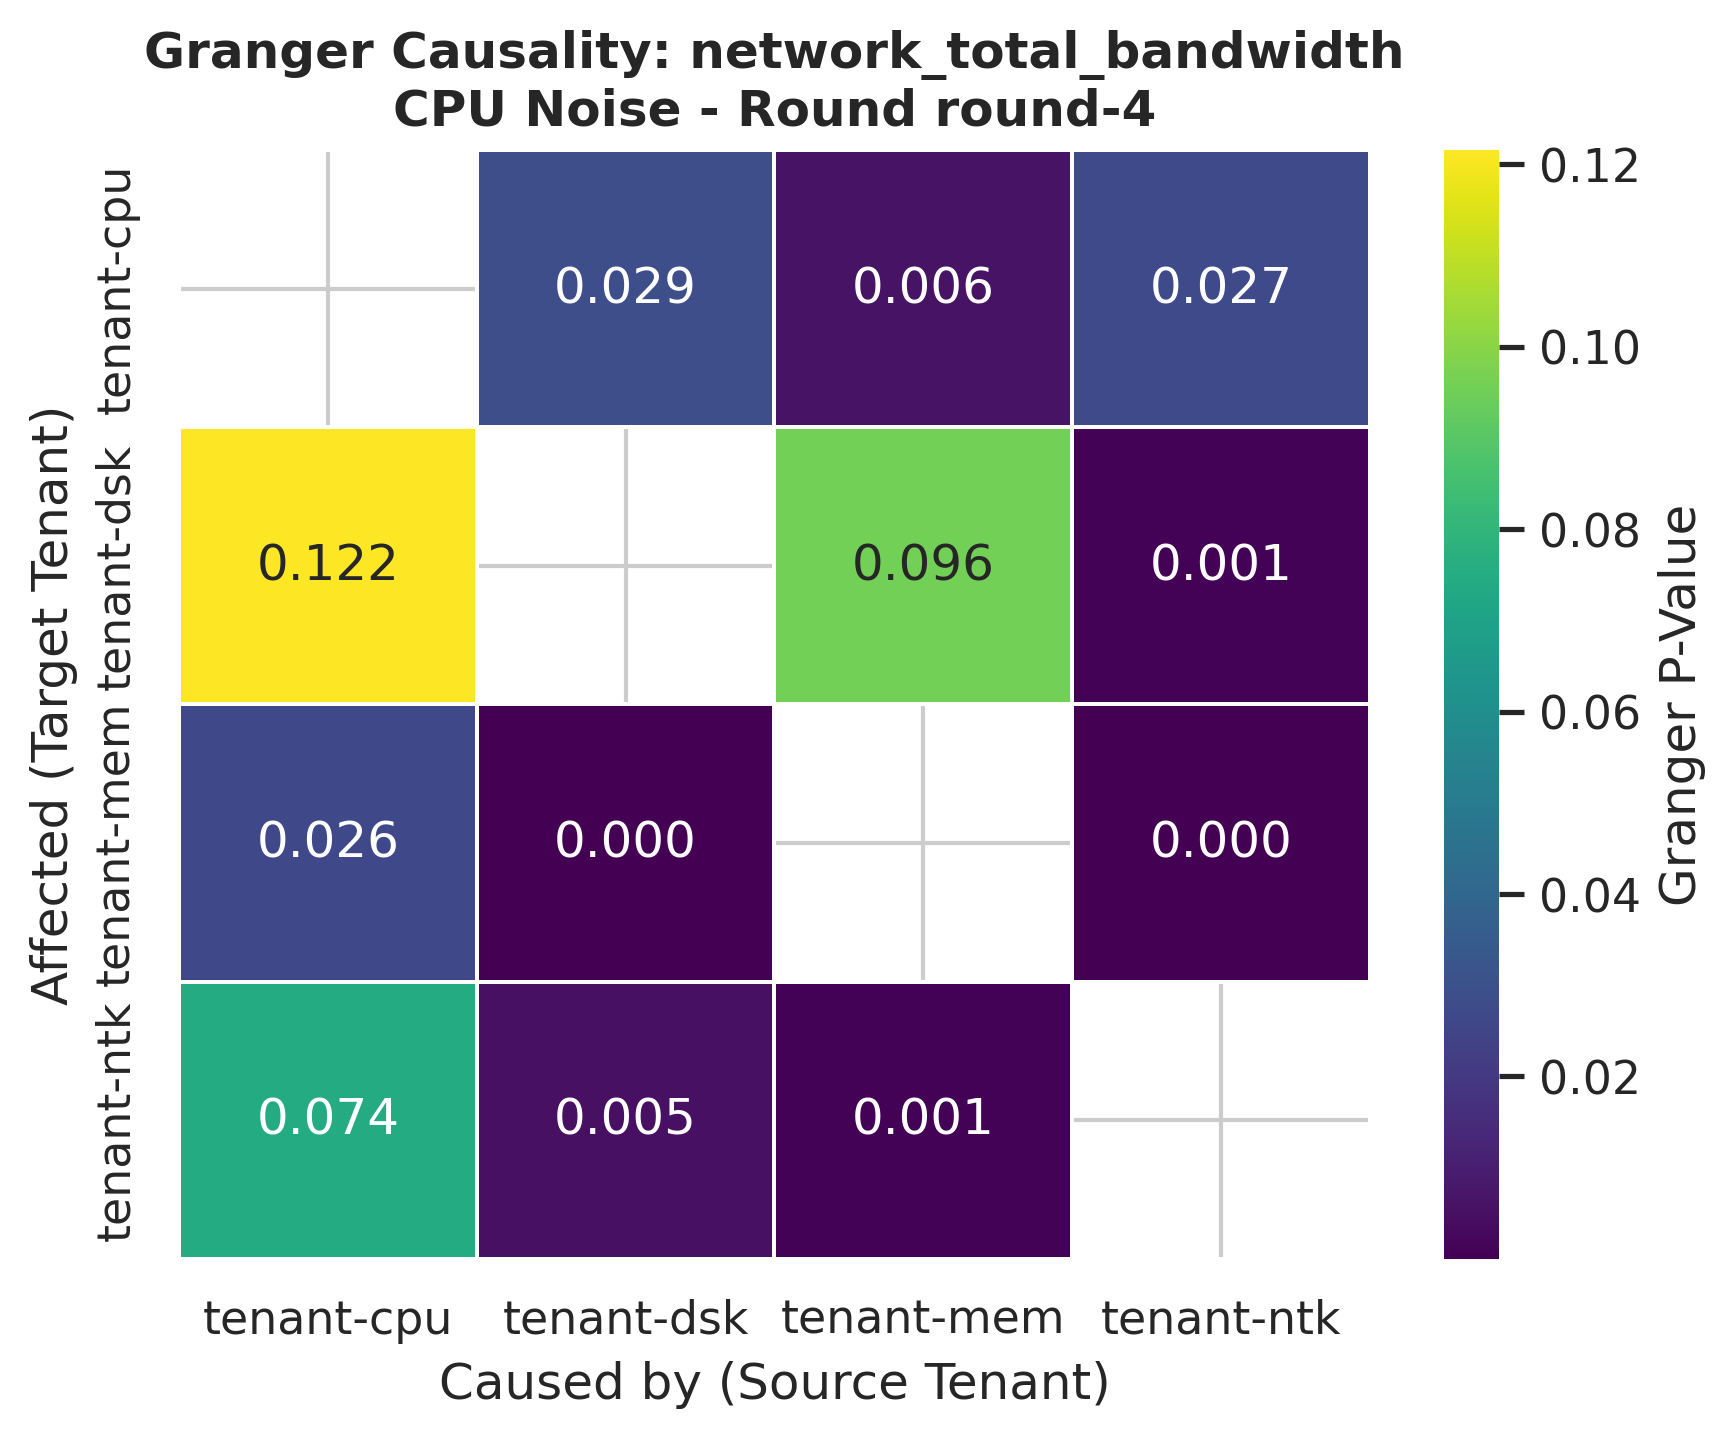 Granger Causality: network_total_bandwidth
CPU Noise - Round round-4
Affected (Target Tenant)
tenant-cpu
0.029
0.006
0.027
tenant-dsk
0.122
0.096
0.001
tenant-mem
0.026
0.000
0.000
tenant-ntk
0.074
0.005
0.001
tenant-cpu
tenant-dsk
tenant-mem
tenant-ntk
Caused by (Source Tenant)
0.12
0.10
0.08
0.06
0.04
0.02
Granger P-Value